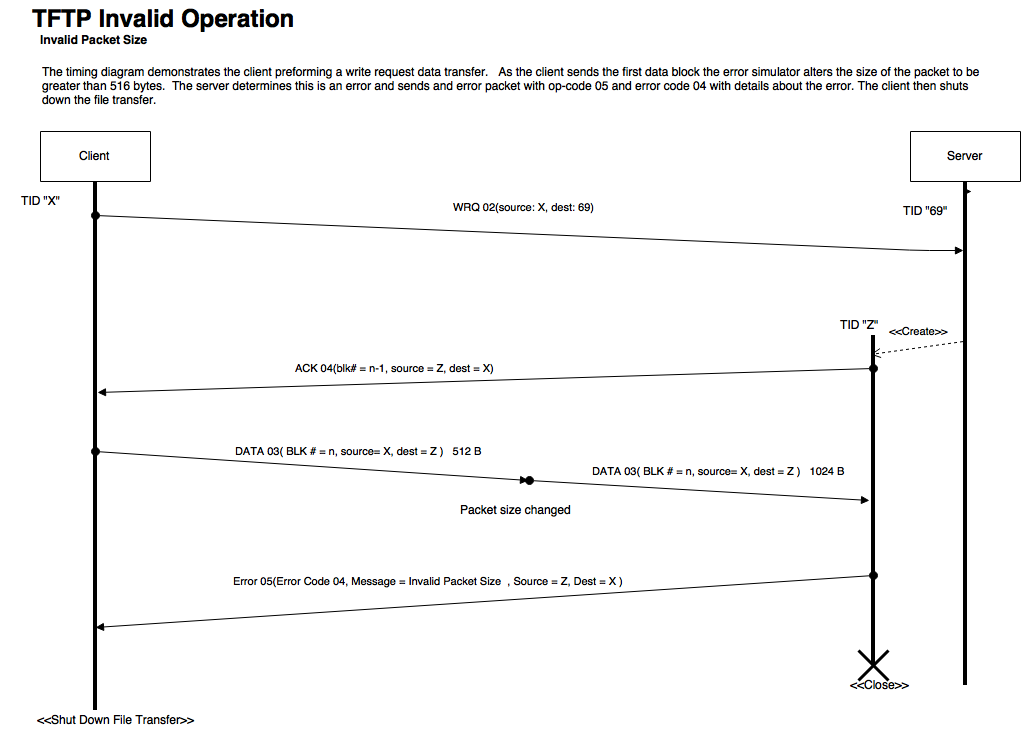 TFTP Invalid Operation
Invalid Packet Size
The timing diagram demonstrates the client preforming a write request data transfer.   As the client sends the first data block the error simulator alters the size of the packet to be
greater than 516 bytes.  The server determines this is an error and sends and error packet with op-code 05 and error code 04 with details about the error. The client then shuts
down the file transfer.
Client
Server
TID "X"
WRQ 02(source: X, dest: 69)
TID "69"
TID "Z"
<<Create>>
ACK 04(blk# = n-1, source = Z, dest = X)
DATA 03( BLK # = n, source= X, dest = Z )   512 B
DATA 03( BLK # = n, source= X, dest = Z )   1024 B
Packet size changed
Error 05(Error Code 04, Message = Invalid Packet Size  , Source = Z, Dest = X )
<<Close>>
<<Shut Down File Transfer>>